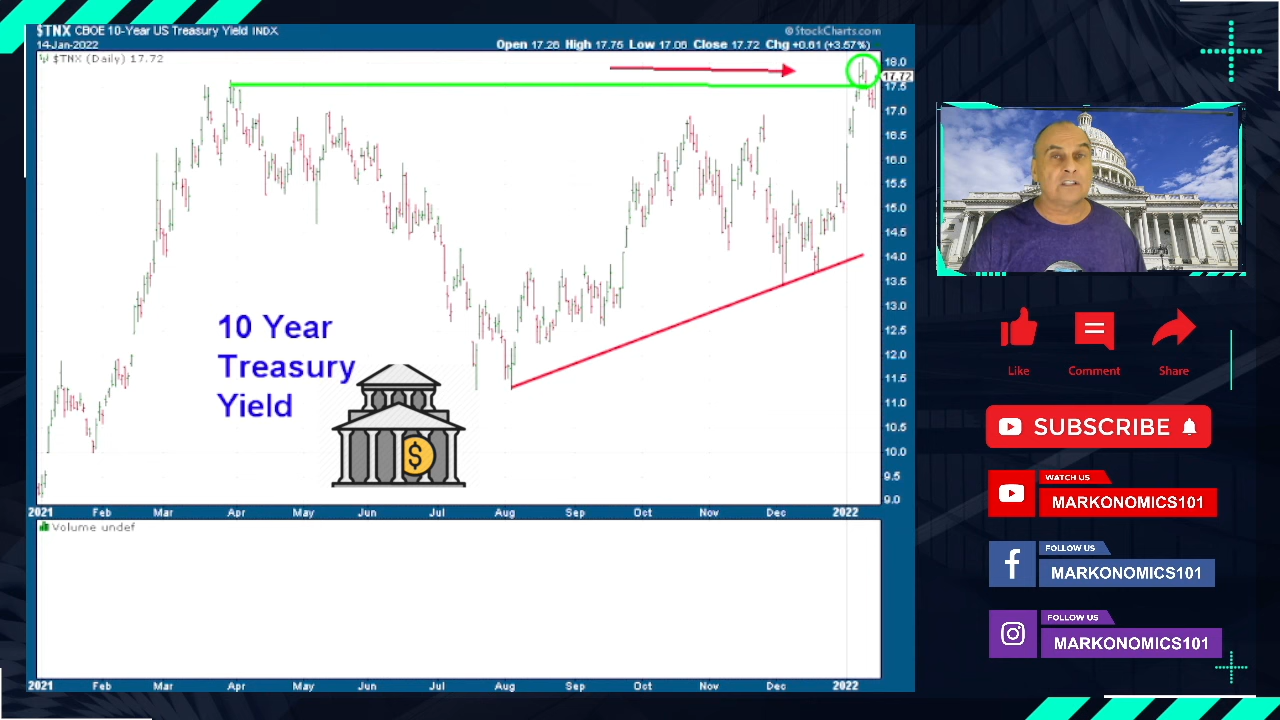 $TNX CBOE 10-Year US Treasury Yield INDX
© StockCharts.com
14-Jan-2022
Open 17.26 High 17.75 Low 17.06 Close 17.72 Chg +0.61 (+3.57%)
$TNX (Daily) 17.72
18.0
17.72
17.5
17.0
16.5
16.0
15.5
15.0
14.5
14.0
13.5
13.0
12.5
12.0
11.5
11.0
10.5
10.0
9.5
9.0
10 Year
Treasury
Yield
$
2021 Feb Mar Apr May Jun Jul Aug Sep Oct Nov Dec 2022
Volume undef
2021 Feb Mar Apr May Jun Jul Aug Sep Oct Nov Dec 2022
Like Comment Share
SUBSCRIBE
WATCH US
MARKONOMICS101
FOLLOW US
MARKONOMICS101
FOLLOW US
MARKONOMICS101